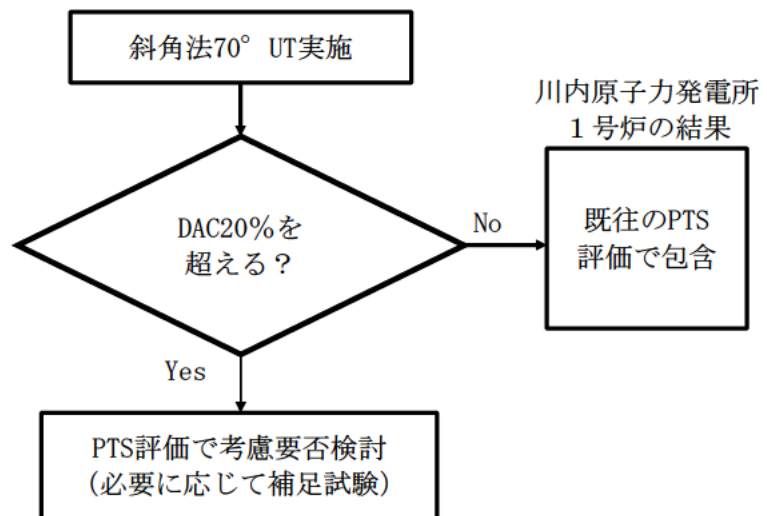 斜角法70°UT実施
川内原子力発電所
１号炉の結果
DAC20%を
超える？
No
既往のPTS
評価で包含
Yes
PTS評価で考慮要否検討
(必要に応じて補足試験)